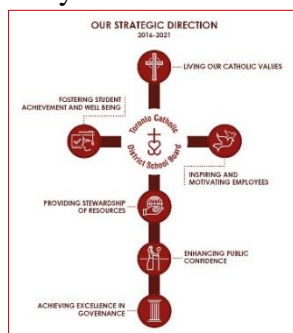 OUR STRATEGIC DIRECTION
2016-2021
LIVING OUR CATHOLIC VALUES
FOSTERING STUDENT
ACHIEVEMENT AND WELL BEING
Toronto Catholic
District School Board
INSPIRING AND
MOTIVATING EMPLOYEES
PROVIDING STEWARDSHIP
OF RESOURCES
ENHANCING PUBLIC
CONFIDENCE
ACHIEVING EXCELLENCE IN
GOVERNANCE